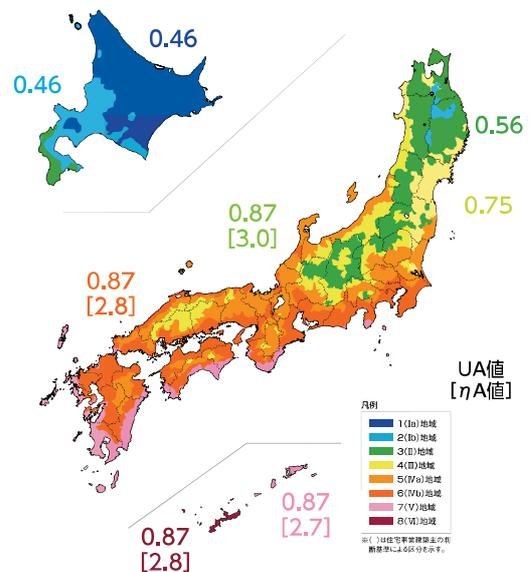 0.46
0.46
0.56
0.75
0.87
[3.0]
0.87
[2.8]
UA値
[ηA値]
凡例
1(Ia)地域
2(Ib)地域
3(II)地域
4(III)地域
5(IVa)地域
6(IVb)地域
7(V)地域
8(VI)地域
※( )は住宅事業建築主の判
断基準による区分を示す。
0.87
[2.7]
0.87
[2.8]